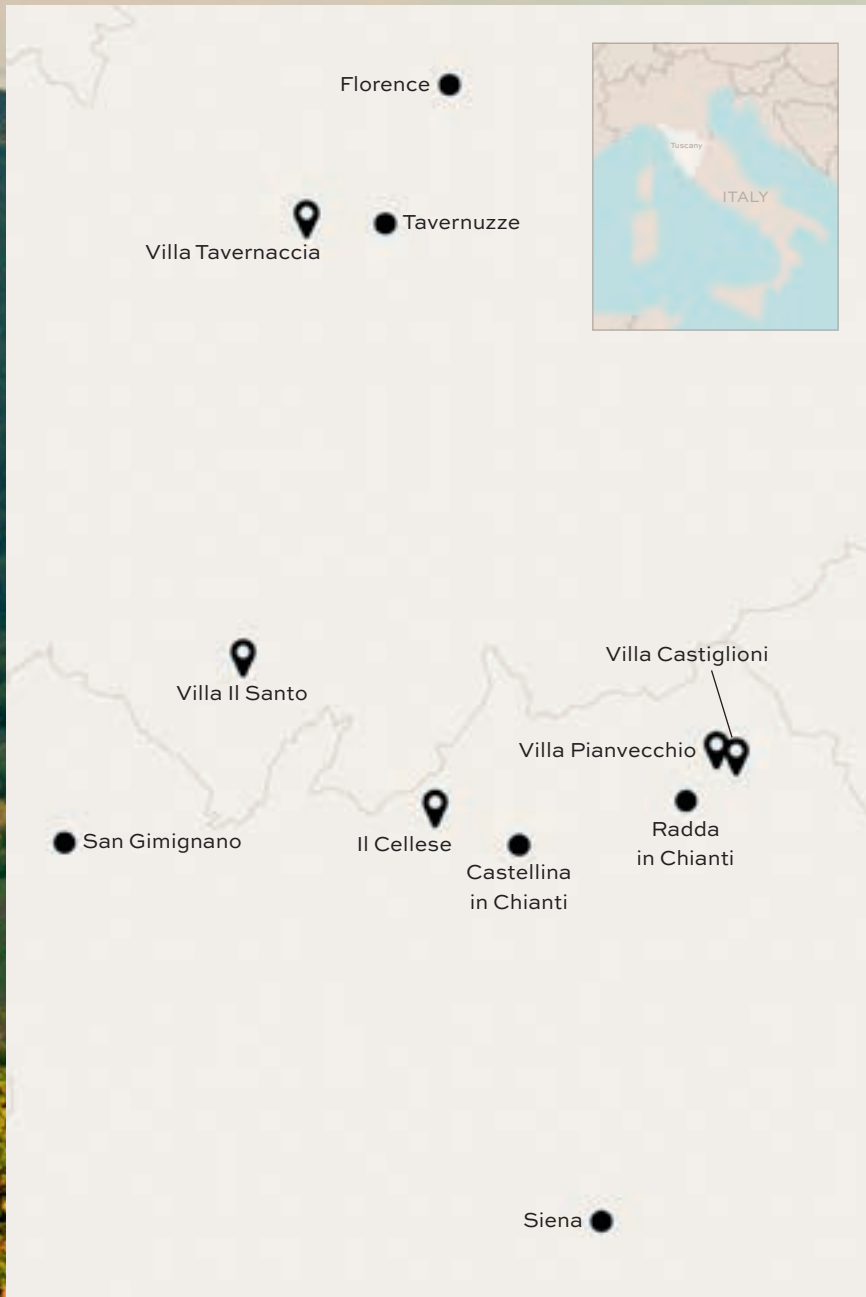 Florence
Tuscany
ITALY
Tavernuzze
Villa Tavernaccia
Villa Castiglioni
Villa Il Santo
Villa Pianvecchio
San Gimignano
Il Cellese
Radda
in Chianti
Castellina
in Chianti
Siena